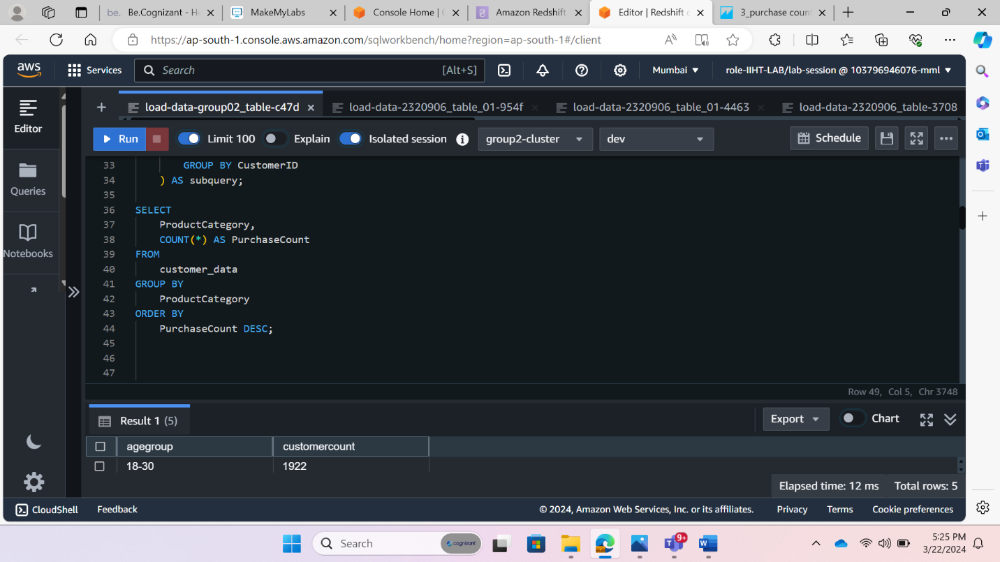 be. Be.Cognizant - H
MakeMyLabs
Console Home | C
Amazon Redshift
Editor | Redshift
3_purchase coun
https://ap-south-1.console.aws.amazon.com/sqlworkbench/home?region=ap-south-1#/client
aws
Services
Search
[Alt+S]
Mumbai
role-IIHT-LAB/lab-session @ 103796946076-mml
Editor
Queries
Notebooks
load-data-group02_table-c47d
load-data-2320906_table_01-954f
load-data-2320906_table_01-4463
load-data-2320906_table-3708
Run
Limit 100
Explain
Isolated session
group2-cluster
dev
Schedule
33 GROUP BY CustomerID
34 ) AS subquery;
35
36 SELECT
37 ProductCategory,
38 COUNT(*) AS PurchaseCount
39 FROM
40 customer_data
41 GROUP BY
42 ProductCategory
43 ORDER BY
44 PurchaseCount DESC;
45
46
47
Row 49, Col 5, Chr 3748
Result 1 (5)
Export
Chart
agegroup customercount
18-30 1922
Elapsed time: 12 ms Total rows: 5
CloudShell
Feedback
© 2024, Amazon Web Services, Inc. or its affiliates.
Privacy
Terms
Cookie preferences
Search
cognizant
9+
5:25 PM
3/22/2024